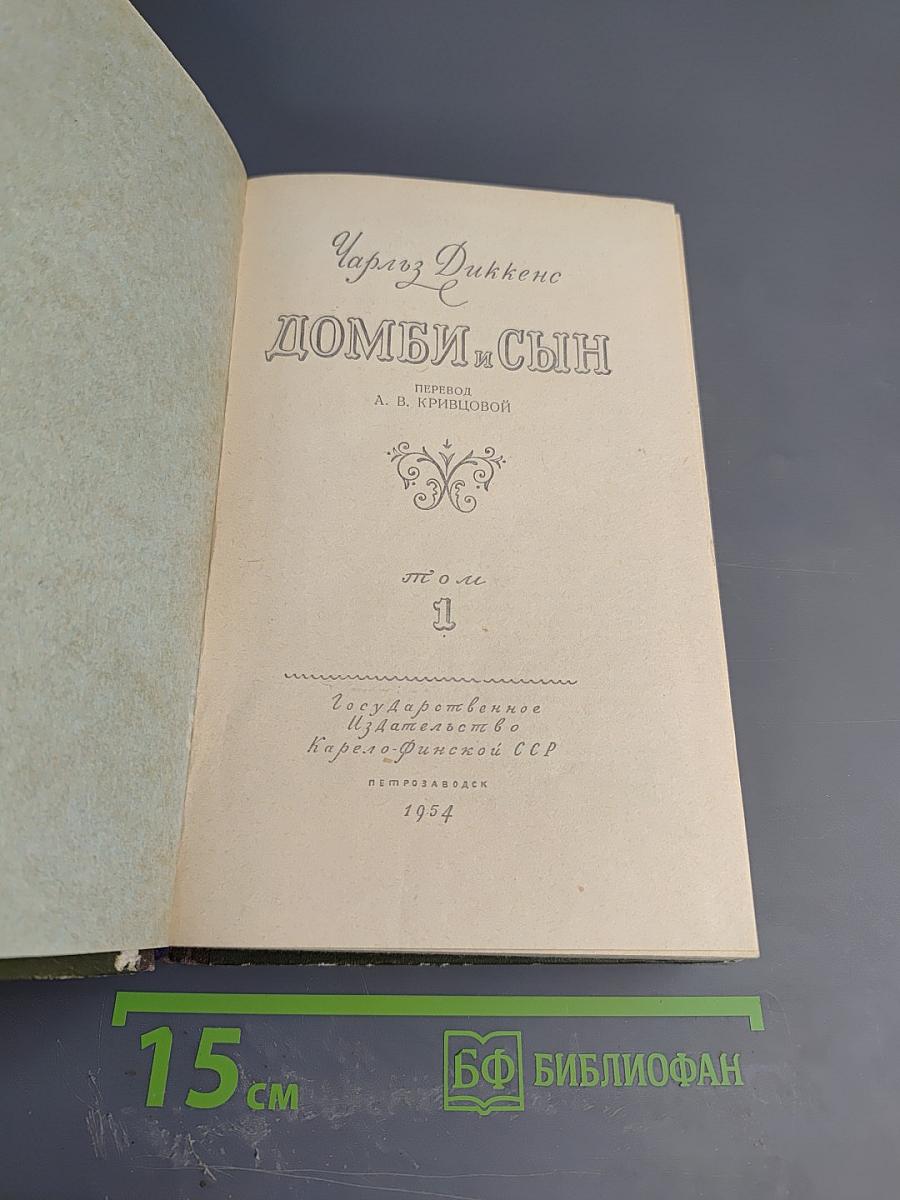 Чарльз Диккенс
ДОМБИ и СЫН
ПЕРЕВОД
А. В. КРИВЦОВОЙ
том
1
Государственное
Издательство
Карело-Финской ССР
ПЕТРОЗАВОДСК
1954
15 см
БФ БИБЛИОФАН